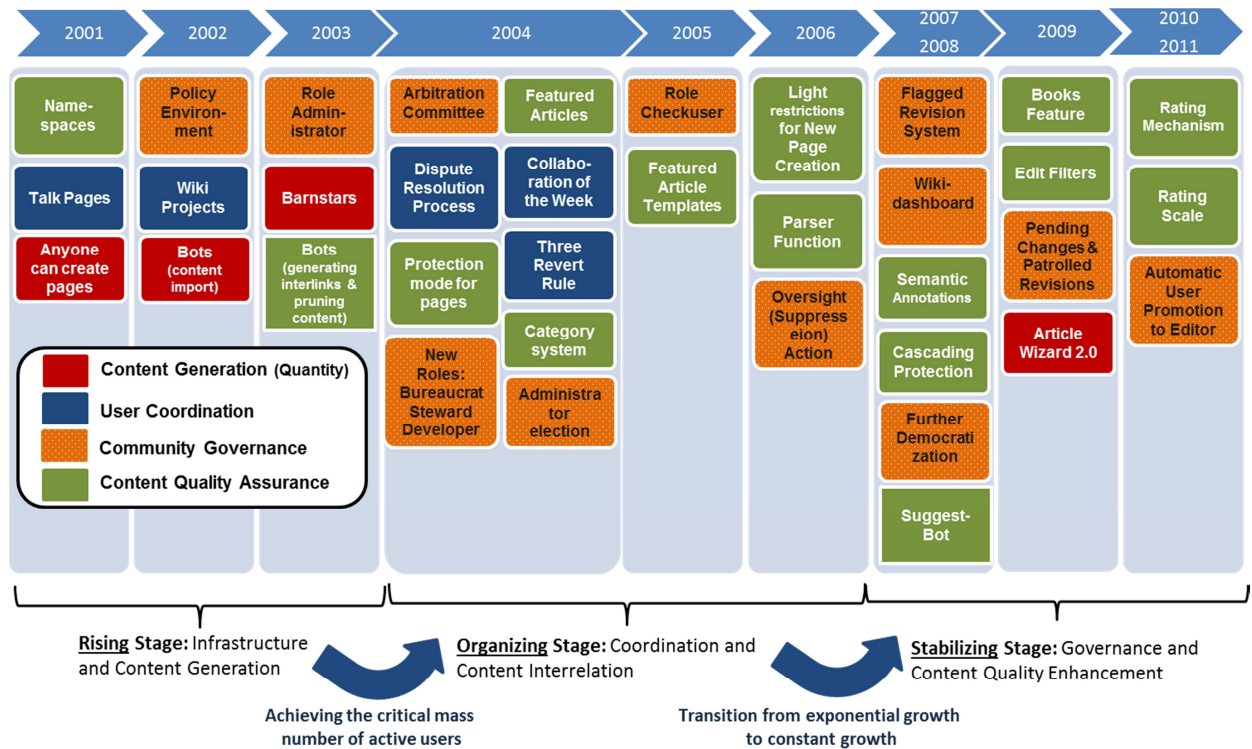 2001
2002
2003
2004
2005
2006
2007
2008
2009
2010
2011
Name-
spaces
Talk Pages
Anyone
can create
pages
Policy
Environ-
ment
Wiki
Projects
Bots
(content
import)
Role
Admin-
istrator
Barnstars
Bots
(generating
interlinks &
pruning
content)
Arbitration
Committee
Dispute
Resolution
Process
Protection
mode for
pages
New
Roles:
Bureaucrat
Steward
Developer
Featured
Articles
Collabo-
ration of
the Week
Three
Revert
Rule
Category
system
Administra
tor
election
Role
Checkuser
Featured
Article
Templates
Light
restrictions
for New
Page
Creation
Parser
Function
Oversight
(Suppress
eion)
Action
Flagged
Revision
System
Wiki-
dashboard
Semantic
Annotations
Cascading
Protection
Further
Democrati
zation
Suggest-
Bot
Books
Feature
Edit Filters
Pending
Changes &
Patrolled
Revisions
Article
Wizard 2.0
Rating
Mechanism
Rating
Scale
Automatic
User
Promotion
to Editor
Content Generation (Quantity)
User Coordination
Community Governance
Content Quality Assurance
Rising Stage: Infrastructure
and Content Generation
Organizing Stage: Coordination and
Content Interrelation
Stabilizing Stage: Governance and
Content Quality Enhancement
Achieving the critical mass
number of active users
Transition from exponential growth
to constant growth